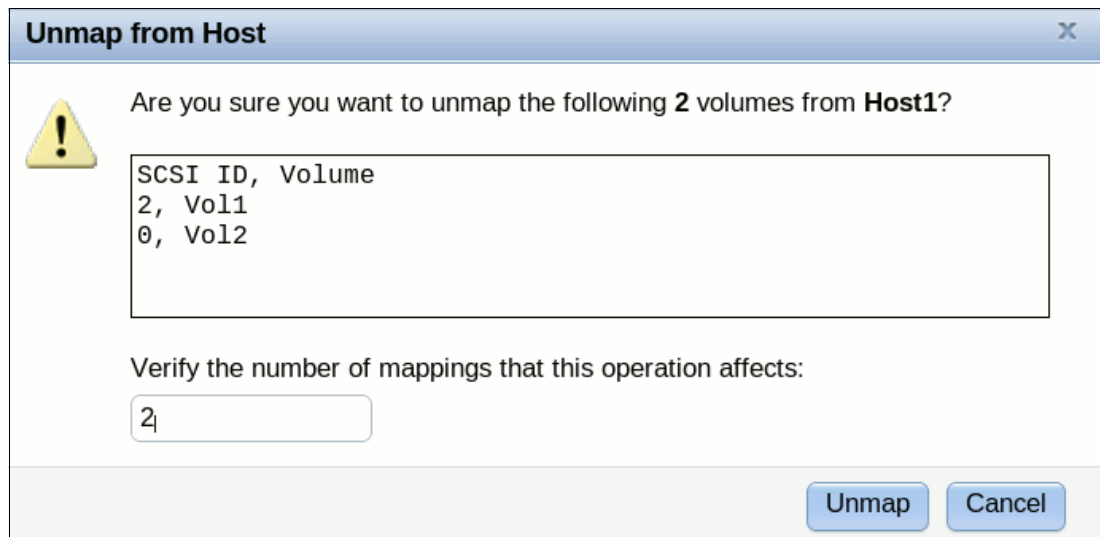 Unmap from Host
x
Are you sure you want to unmap the following 2 volumes from Host1?
!
SCSI ID, Volume
2, Vol1
0, Vol2
Verify the number of mappings that this operation affects:
2
Unmap
Cancel